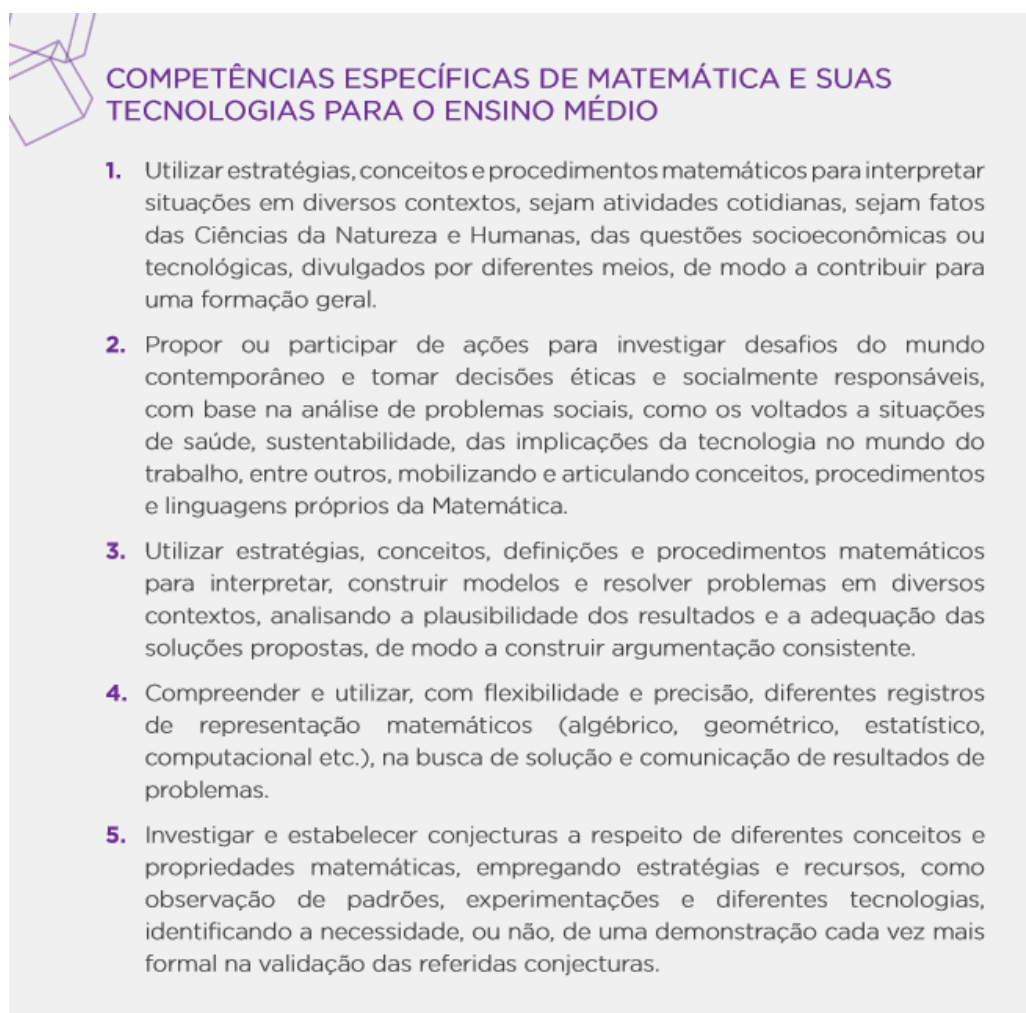 COMPETÊNCIAS ESPECÍFICAS DE MATEMÁTICA E SUAS
TECNOLOGIAS PARA O ENSINO MÉDIO
1. Utilizar estratégias, conceitos e procedimentos matemáticos para interpretar
situações em diversos contextos, sejam atividades cotidianas, sejam fatos
das Ciências da Natureza e Humanas, das questões socioeconômicas ou
tecnológicas, divulgados por diferentes meios, de modo a contribuir para
uma formação geral.
2. Propor ou participar de ações para investigar desafios do mundo
contemporâneo e tomar decisões éticas e socialmente responsáveis,
com base na análise de problemas sociais, como os voltados a situações
de saúde, sustentabilidade, das implicações da tecnologia no mundo do
trabalho, entre outros, mobilizando e articulando conceitos, procedimentos
e linguagens próprios da Matemática.
3. Utilizar estratégias, conceitos, definições e procedimentos matemáticos
para interpretar, construir modelos e resolver problemas em diversos
contextos, analisando a plausibilidade dos resultados e a adequação das
soluções propostas, de modo a construir argumentação consistente.
4. Compreender e utilizar, com flexibilidade e precisão, diferentes registros
de representação matemáticos (algébrico, geométrico, estatístico,
computacional etc.), na busca de solução e comunicação de resultados de
problemas.
5. Investigar e estabelecer conjecturas a respeito de diferentes conceitos e
propriedades matemáticas, empregando estratégias e recursos, como
observação de padrões, experimentações e diferentes tecnologias,
identificando a necessidade, ou não, de uma demonstração cada vez mais
formal na validação das referidas conjecturas.